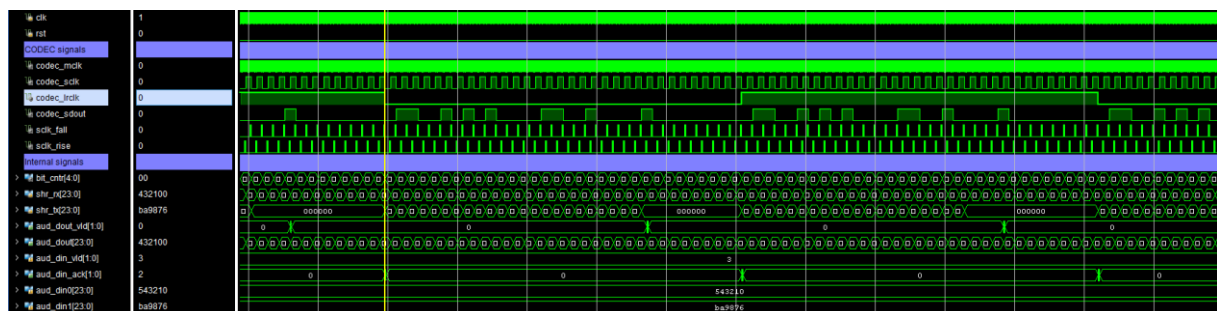 clk 1
rst 0
CODEC signals
codec_mclk 0
codec_sclk 0
codec_lrclk 0
codec_sdout 0
sclk_fall 0
sclk_rise 0
Internal signals
bit_cntr[4:0] 00
shr_rx[23:0] 432100
shr_tx[23:0] ba9876 000000 000000 000000
aud_dout_vld[1:0] 0 0 0 0 0
aud_dout[23:0] 432100
aud_din_vld[1:0] 3 3
aud_din_ack[1:0] 2 0 0 0 0
aud_din0[23:0] 543210 543210
aud_din1[23:0] ba9876 ba9876